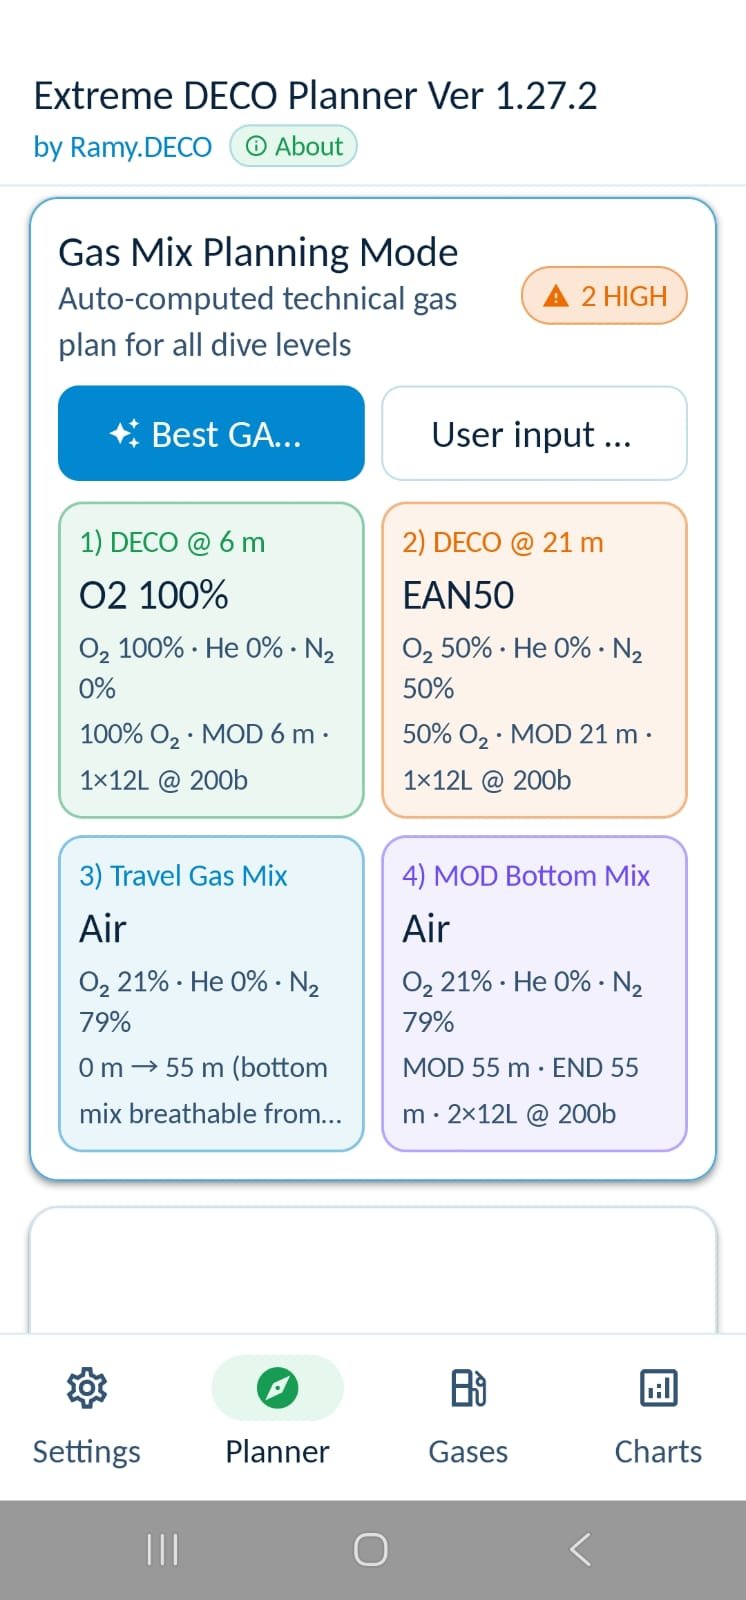 Extreme DECO Planner Ver 1.27.2
by Ramy.DECO
About
Gas Mix Planning Mode
Auto-computed technical gas
plan for all dive levels
2 HIGH
Best GA...
User input ...
1) DECO @ 6 m
O2 100%
O₂ 100% · He 0% · N₂
0%
100% O₂ · MOD 6 m ·
1×12L @ 200b
2) DECO @ 21 m
EAN50
O₂ 50% · He 0% · N₂
50%
50% O₂ · MOD 21 m ·
1×12L @ 200b
3) Travel Gas Mix
Air
O₂ 21% · He 0% · N₂
79%
0 m → 55 m (bottom
mix breathable from...
4) MOD Bottom Mix
Air
O₂ 21% · He 0% · N₂
79%
MOD 55 m · END 55
m · 2×12L @ 200b
Settings
Planner
Gases
Charts